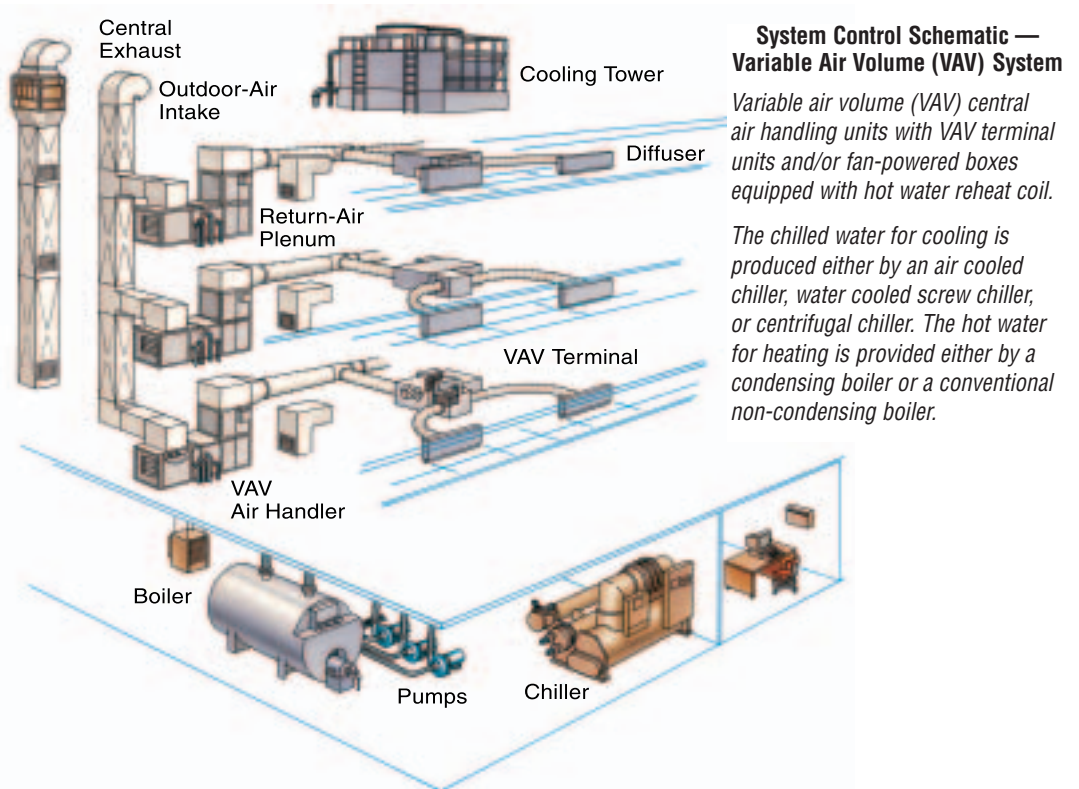 Central
Exhaust
Outdoor-Air
Intake
Cooling Tower
Diffuser
Return-Air
Plenum
VAV Terminal
VAV
Air Handler
Boiler
Pumps
Chiller
System Control Schematic —
Variable Air Volume (VAV) System
Variable air volume (VAV) central
air handling units with VAV terminal
units and/or fan-powered boxes
equipped with hot water reheat coil.
The chilled water for cooling is
produced either by an air cooled
chiller, water cooled screw chiller,
or centrifugal chiller. The hot water
for heating is provided either by a
condensing boiler or a conventional
non-condensing boiler.